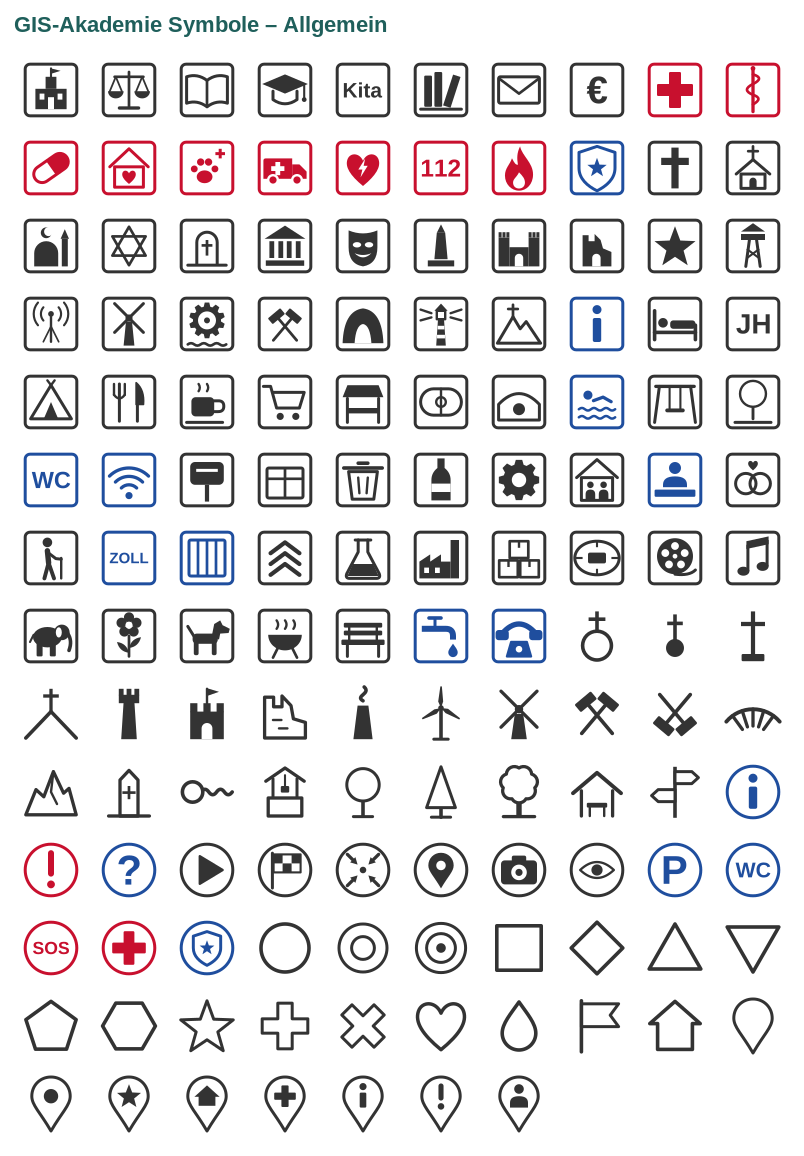 GIS-Akademie Symbole – Allgemein
Kita
€
112
i
JH
WC
ZOLL
i
! ? P WC
SOS
i !